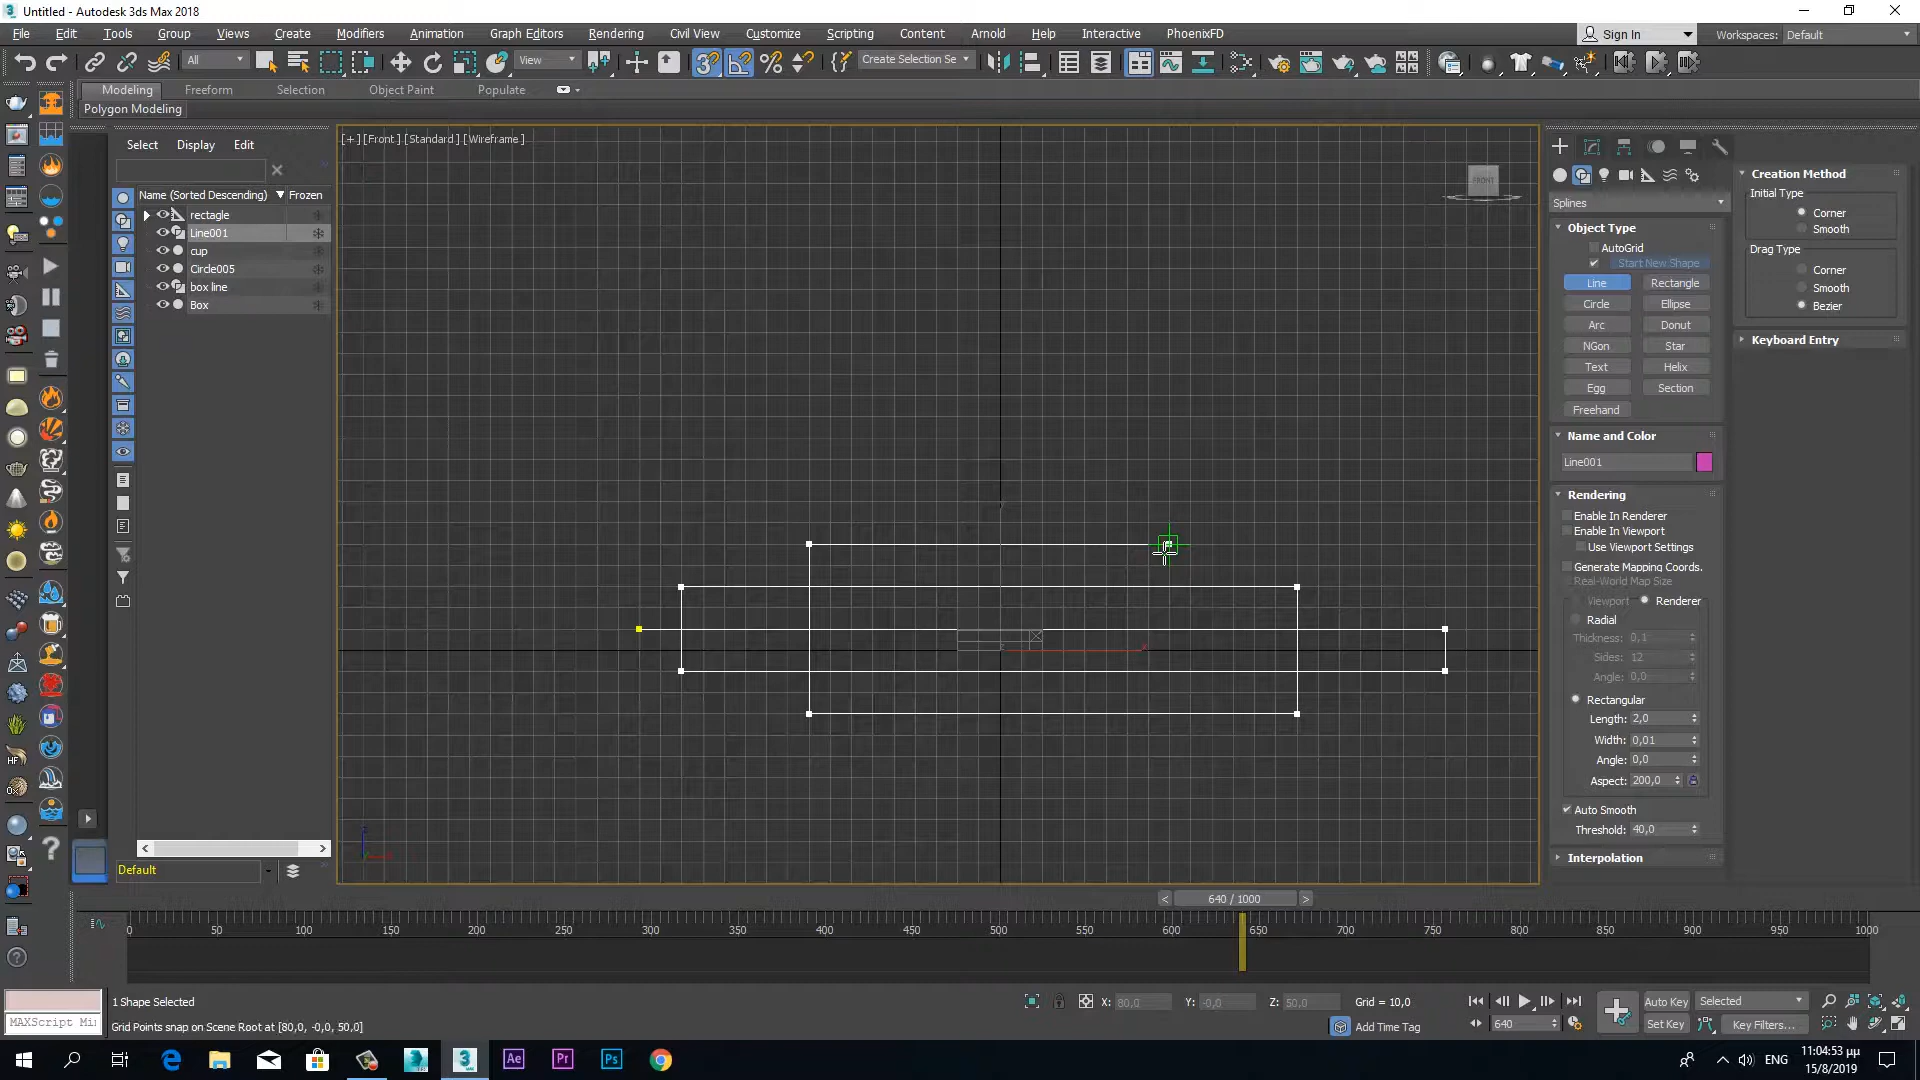 Untitled - Autodesk 3ds Max 2018
File Edit Tools Group Views Create Modifiers Animation Graph Editors Rendering Civil View Customize Scripting Content Arnold Help Interactive PhoenixFD
Sign In
Workspaces: Default
All
View
Create Selection Se
Modeling Freeform Selection Object Paint Populate
Polygon Modeling
Select Display Edit
Name (Sorted Descending) Frozen
rectagle
Line001
cup
Circle005
box line
Box
Default
[+] [Front] [Standard] [Wireframe]
FRONT
Splines
Object Type
AutoGrid
Start New Shape
Line Rectangle
Circle Ellipse
Arc Donut
NGon Star
Text Helix
Egg Section
Freehand
Name and Color
Line001
Rendering
Enable In Renderer
Enable In Viewport
Use Viewport Settings
Generate Mapping Coords.
Real-World Map Size
Viewport Renderer
Radial
Thickness: 0,1
Sides: 12
Angle: 0,0
Rectangular
Length: 2,0
Width: 0,01
Angle: 0,0
Aspect: 200,0
Auto Smooth
Threshold: 40,0
Interpolation
Creation Method
Initial Type
Corner
Smooth
Drag Type
Corner
Smooth
Bezier
Keyboard Entry
< 640 / 1000 >
0 50 100 150 200 250 300 350 400 450 500 550 600 650 700 750 800 850 900 950 1000
1 Shape Selected
MAXScript Mi
Grid Points snap on Scene Root at [80,0, -0,0, 50,0]
X: 80,0 Y: -0,0 Z: 50,0 Grid = 10,0
Add Time Tag
640
Auto Key Selected
Set Key Key Filters...
ENG
11:04:53 μμ
15/8/2019